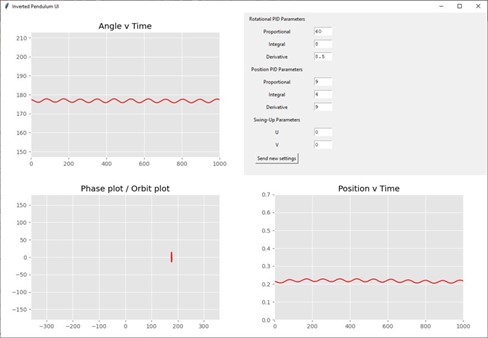 Inverted Pendulum UI
Angle v Time
210
200
190
180
170
160
150
0 200 400 600 800 1000
Rotational PID Parameters
Proportional 60
Integral
Derivative
Position PID Parameters
Proportional 9
Integral 4
Derivative 9
Swing-Up Parameters
U 0
V 0
Send new settings
Phase plot / Orbit plot
150
100
50
0
−50
−100
−150
−300 −200 −100 0 100 200 300
Position v Time
0.7
0.6
0.5
0.4
0.3
0.2
0.1
0.0
0 200 400 600 800 1000